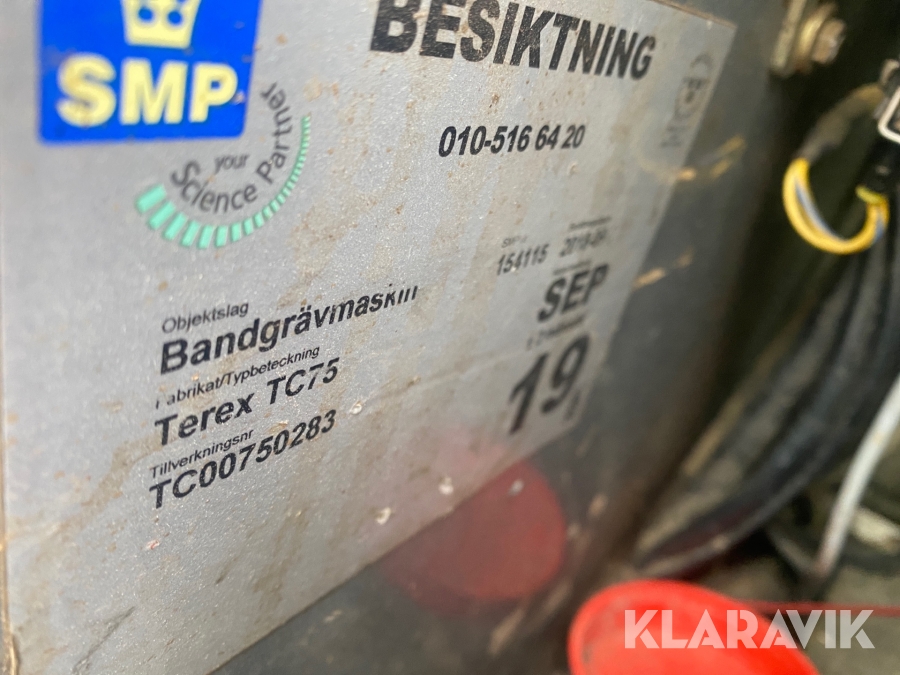 SMP
your
Science Partner
BESIKTNING
010-516 64 20
154115
Objektslag
Bandgrävmaskin
Fabrikat/Typbeteckning
Terex TC75
Tillverkningsnr
TC00750283
SEP
19
KLARAVIK